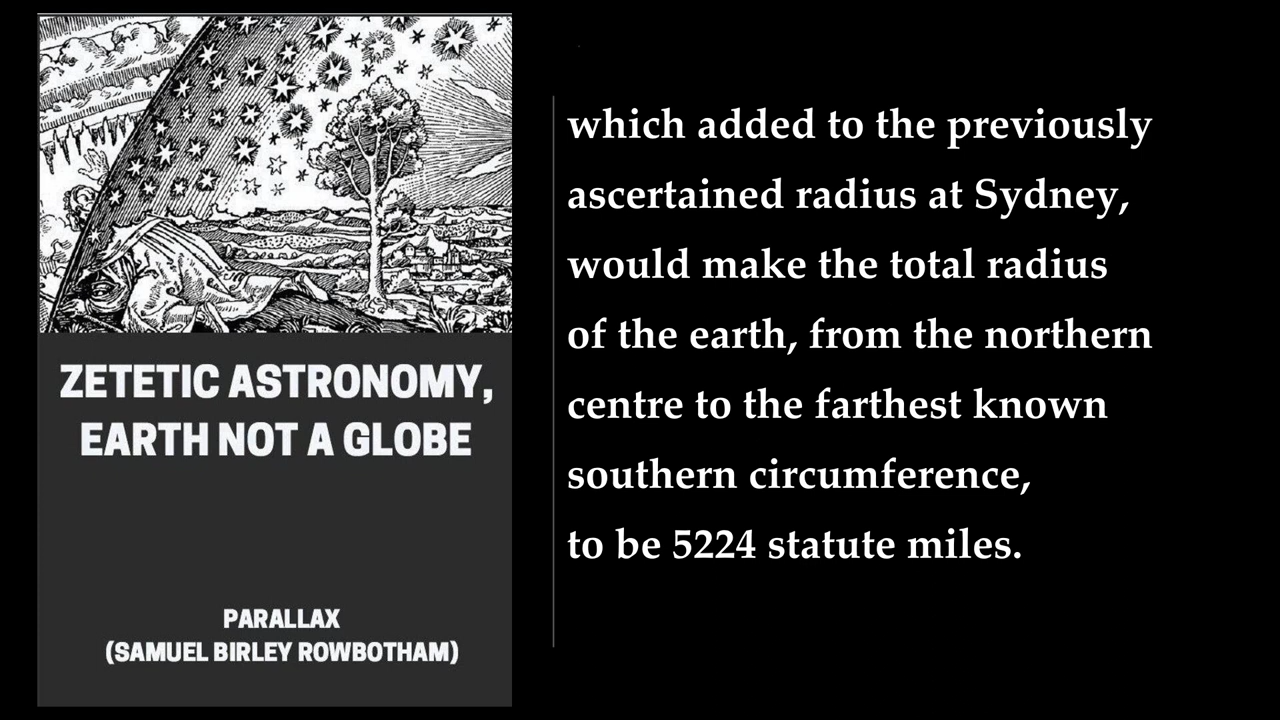 ZETETIC ASTRONOMY,
EARTH NOT A GLOBE
PARALLAX
(SAMUEL BIRLEY ROWBOTHAM)
which added to the previously
ascertained radius at Sydney,
would make the total radius
of the earth, from the northern
centre to the farthest known
southern circumference,
to be 5224 statute miles.